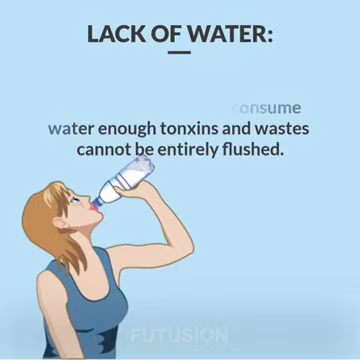 LACK OF WATER:
consume
water enough tonxins and wastes
cannot be entirely flushed.
FUTUSION